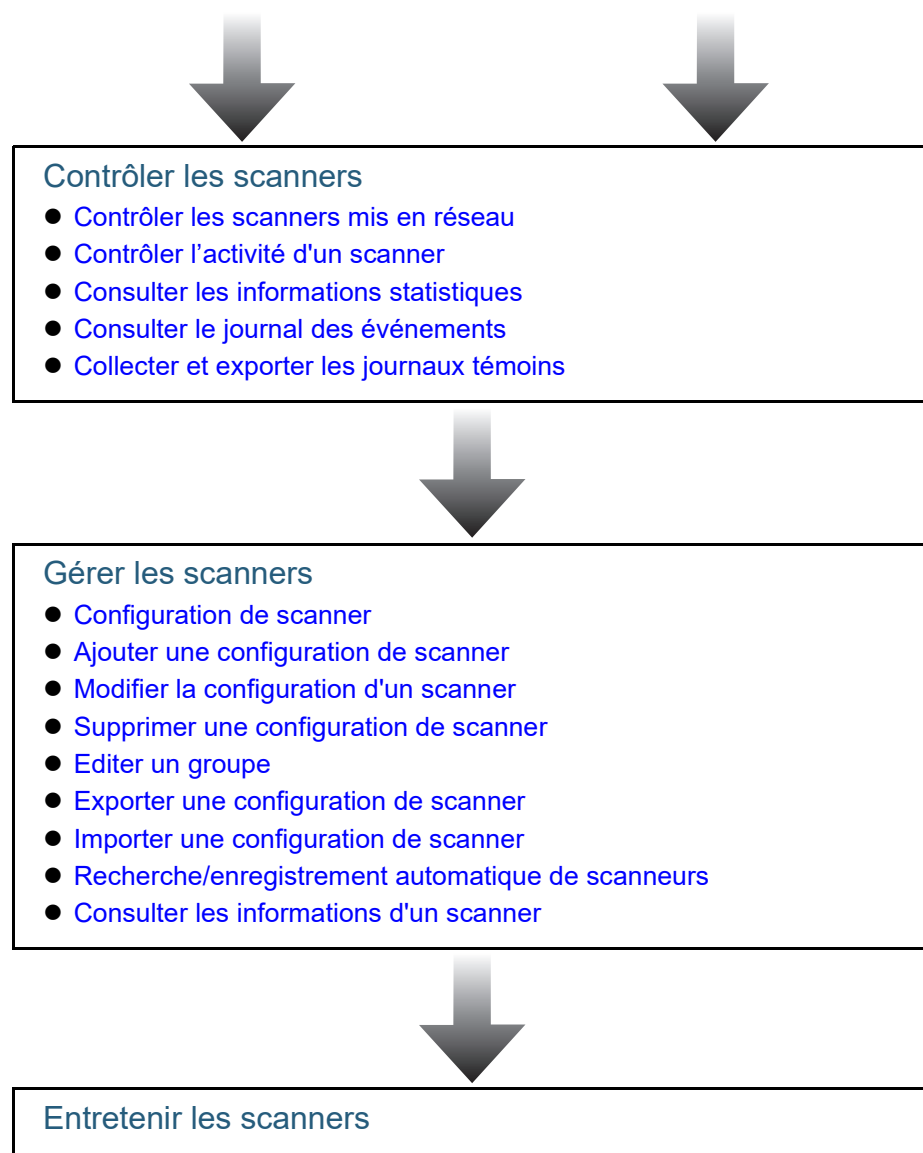 Contrôler les scanners
● Contrôler les scanners mis en réseau
● Contrôler l’activité d'un scanner
● Consulter les informations statistiques
● Consulter le journal des événements
● Collecter et exporter les journaux témoins
Gérer les scanners
● Configuration de scanner
● Ajouter une configuration de scanner
● Modifier la configuration d'un scanner
● Supprimer une configuration de scanner
● Editer un groupe
● Exporter une configuration de scanner
● Importer une configuration de scanner
● Recherche/enregistrement automatique de scanneurs
● Consulter les informations d'un scanner
Entretenir les scanners